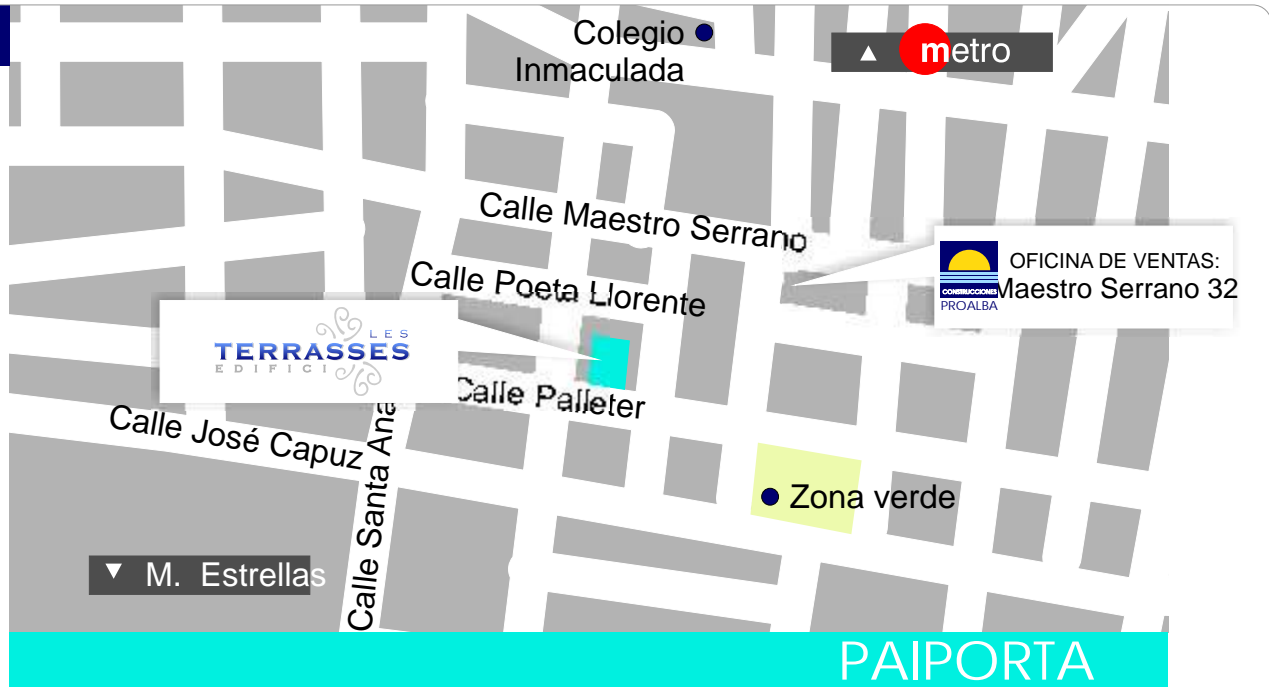 Colegio
Inmaculada
▲ metro
Calle Maestro Serrano
OFICINA DE VENTAS:
Maestro Serrano 32
CONSTRUCCIONES
PROALBA
Calle Poeta Llorente
LES
TERRASSES
EDIFICI
Calle Palleter
Calle José Capuz
Calle Santa Ana
Zona verde
▼ M. Estrellas
PAIPORTA